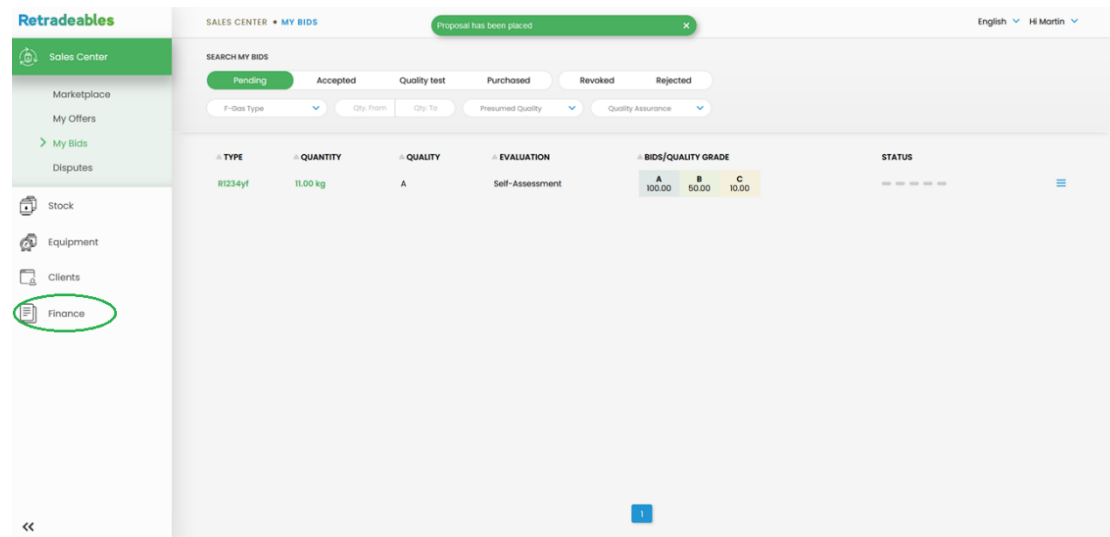 Retradeables
SALES CENTER • MY BIDS
Proposal has been placed ×
English Hi Martin
Sales Center
Marketplace
My Offers
My Bids
Disputes
Stock
Equipment
Clients
Finance
SEARCH MY BIDS
Pending Accepted Quality test Purchased Revoked Rejected
F-Gas Type Qty. From Qty. To Presumed Quality Quality Assurance
TYPE QUANTITY QUALITY EVALUATION BIDS/QUALITY GRADE STATUS
R1234yf 11.00 kg A Self-Assessment
A B C
100.00 50.00 10.00
1